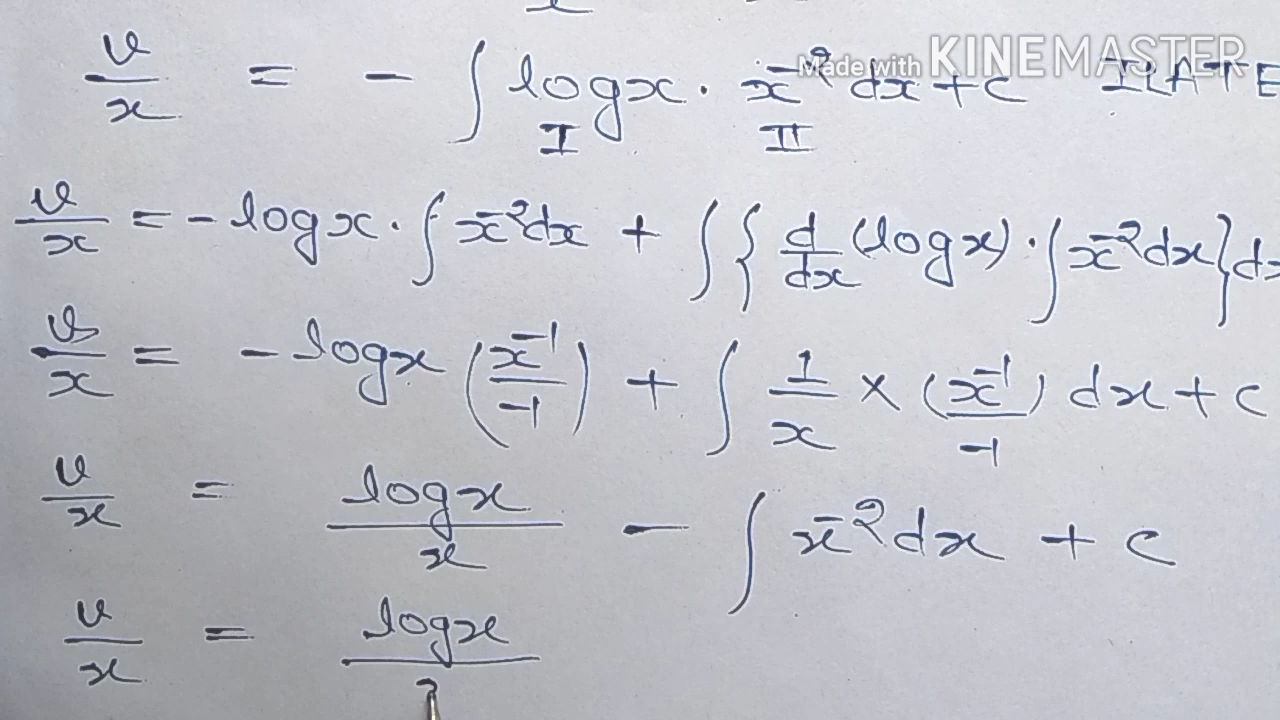 v/x = - ∫ log x · x⁻² dx + c ILATE
I II
Made with KINEMASTER
v/x = - log x · ∫ x⁻² dx + ∫ { d/dx (log x) · ∫ x⁻² dx } dx
v/x = - log x (x⁻¹/-1) + ∫ 1/x × (x⁻¹/-1) dx + c
v/x = log x/x - ∫ x⁻² dx + c
v/x = log x